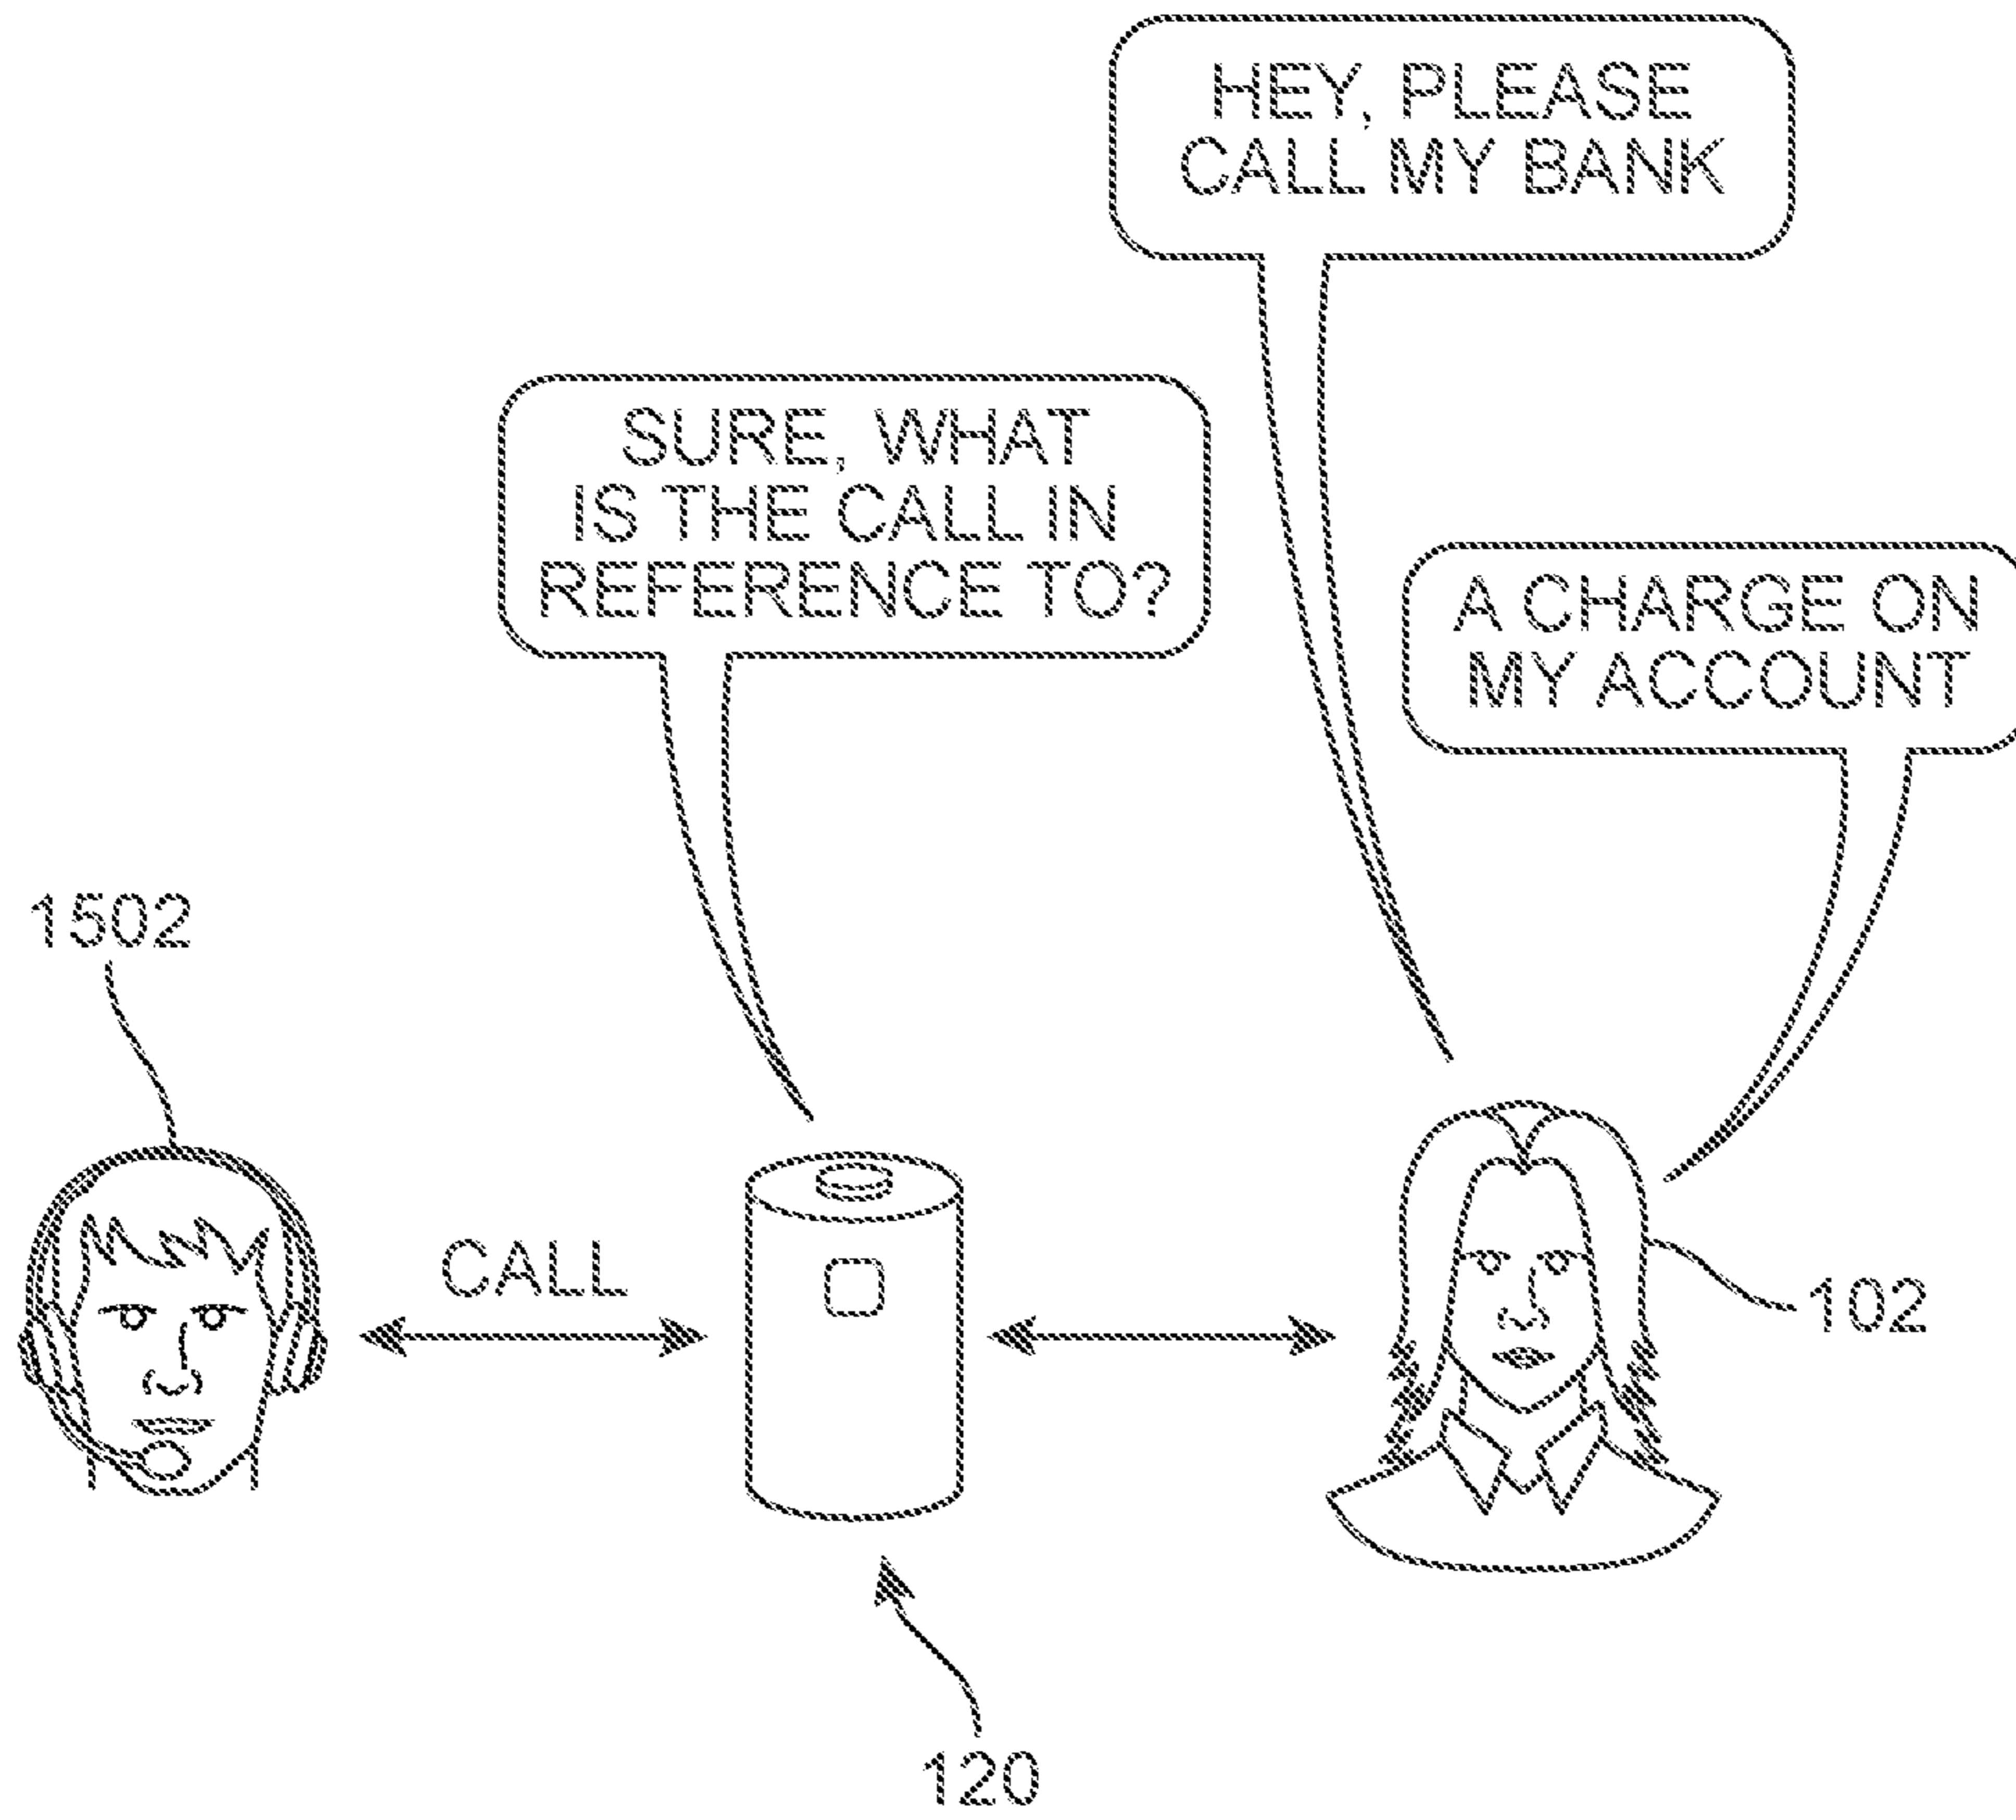 HEY, PLEASE
CALL MY BANK
SURE, WHAT
IS THE CALL IN
REFERENCE TO?
A CHARGE ON
MY ACCOUNT
1502
CALL
102
120